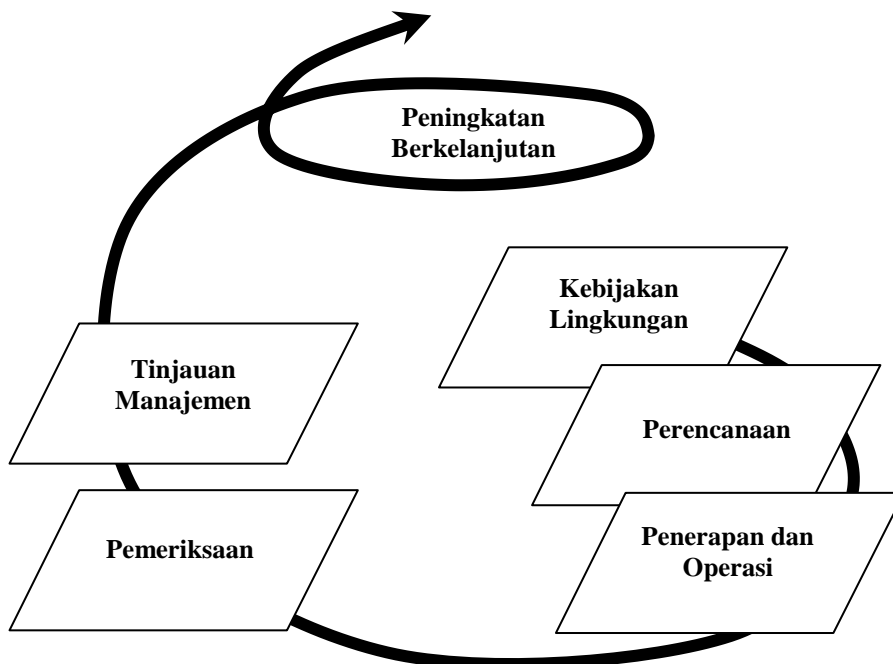 Peningkatan
Berkelanjutan
Kebijakan
Lingkungan
Tinjauan
Manajemen
Perencanaan
Pemeriksaan
Penerapan dan
Operasi